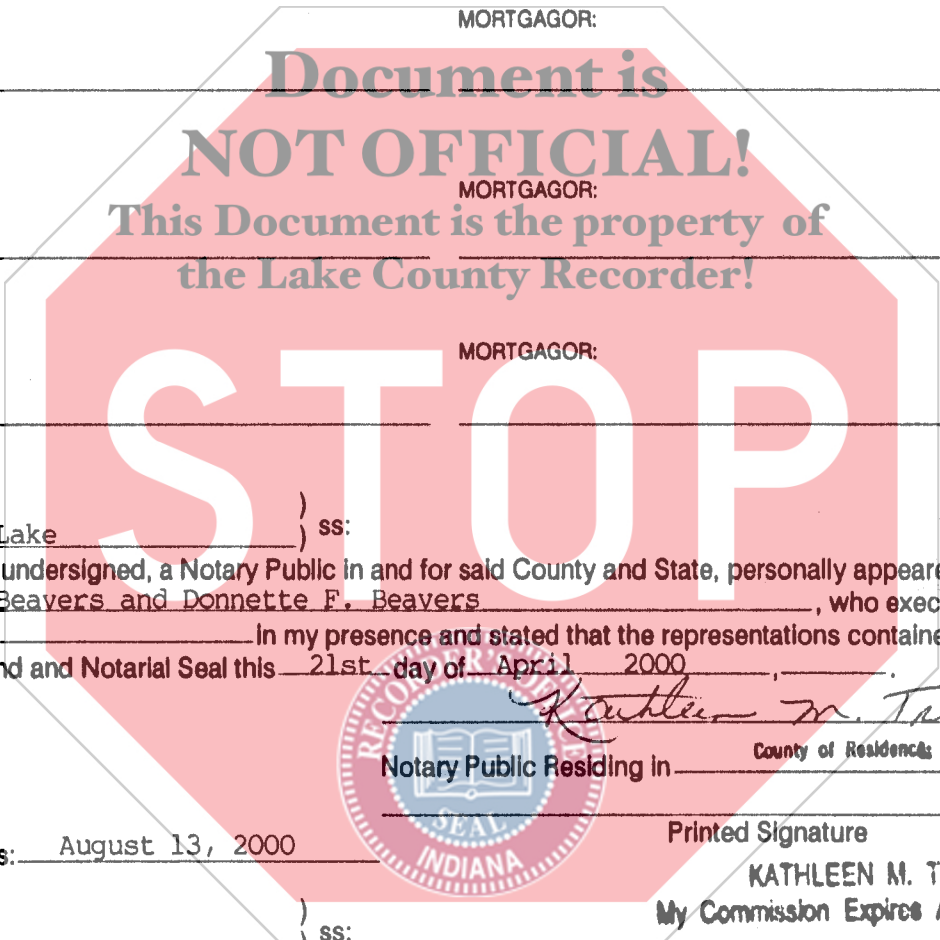 MORTGAGOR:
Document is
NOT OFFICIAL!
MORTGAGOR:
This Document is the property of
the Lake County Recorder!
MORTGAGOR:
STOP
)
Lake ) ss:
undersigned, a Notary Public in and for said County and State, personally appeare
Beavers and Donnette F. Beavers, who exec
in my presence and stated that the representations containe
nd and Notarial Seal this 21st day of April 2000, .
Kathleen M. Tr
County of Residence:
Notary Public Residing in
RECORDER'S OFFICE
SEAL
INDIANA
Printed Signature
s: August 13, 2000
KATHLEEN M. T
My Commission Expires A
)
) ss: